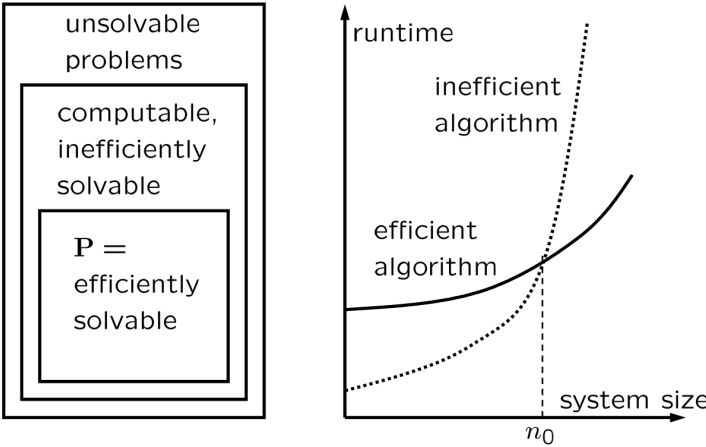 unsolvable
problems
computable,
inefficiently
solvable
P =
efficiently
solvable
runtime
inefficient
algorithm
efficient
algorithm
system size
n₀